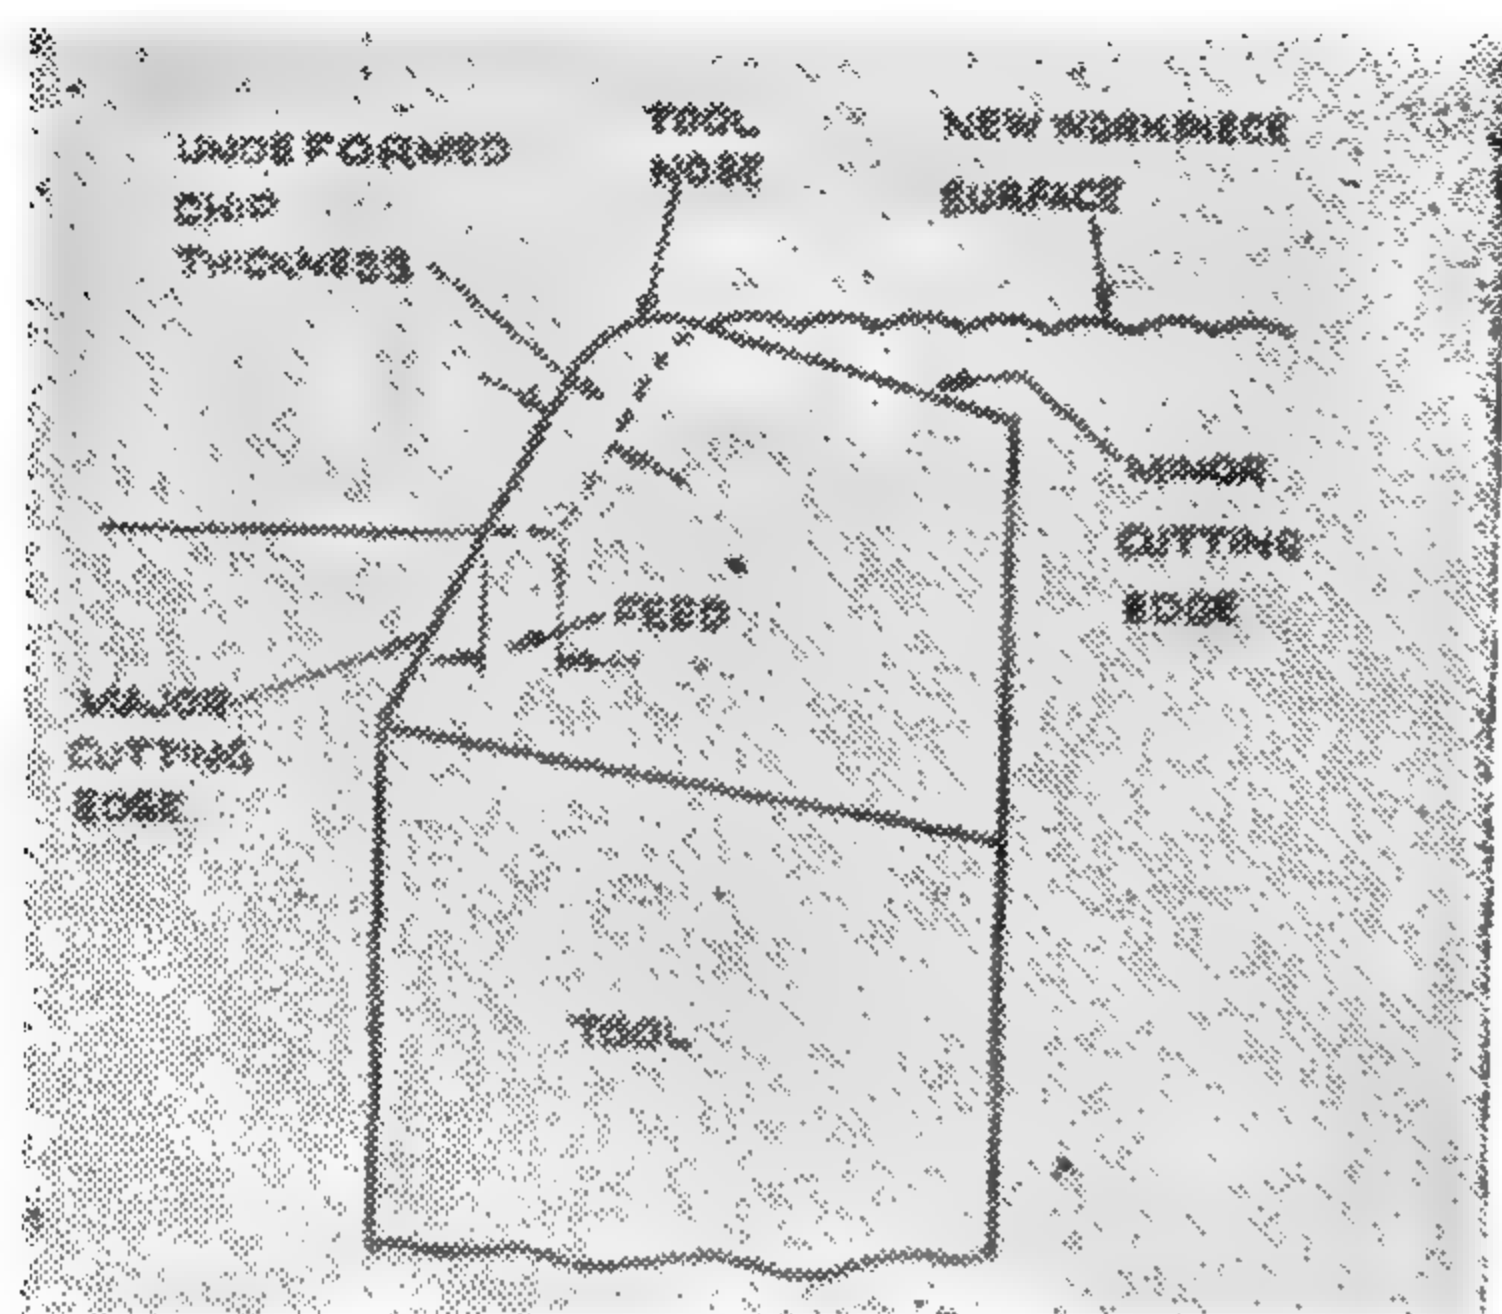 UNDEFORMED
CHIP
THICKNESS
TOOL
NOSE
NEW WORKPIECE
SURFACE
MINOR
CUTTING
EDGE
FEED
MAJOR
CUTTING
EDGE
TOOL